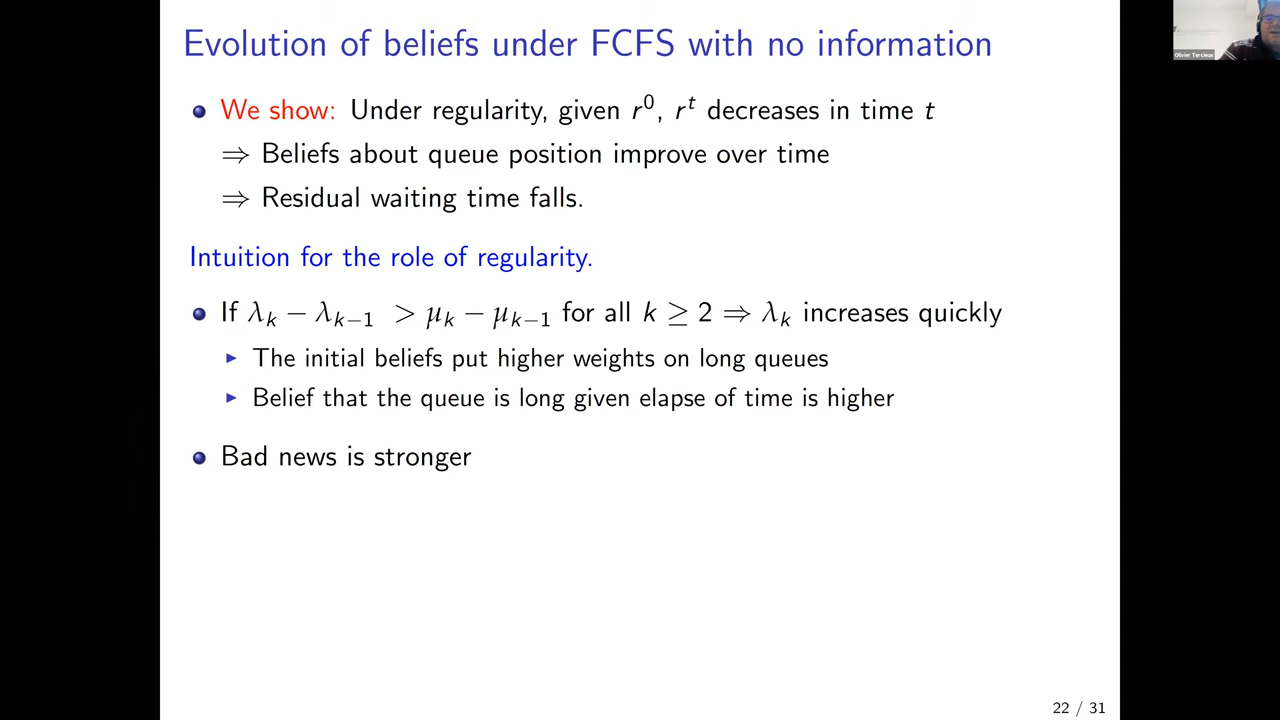 Evolution of beliefs under FCFS with no information
We show: Under regularity, given r⁰, rᵗ decreases in time t
⇒ Beliefs about queue position improve over time
⇒ Residual waiting time falls.
Intuition for the role of regularity.
If λₖ − λₖ₋₁ > μₖ − μₖ₋₁ for all k ≥ 2 ⇒ λₖ increases quickly
The initial beliefs put higher weights on long queues
Belief that the queue is long given elapse of time is higher
Bad news is stronger
22 / 31
Olivier Tercieux